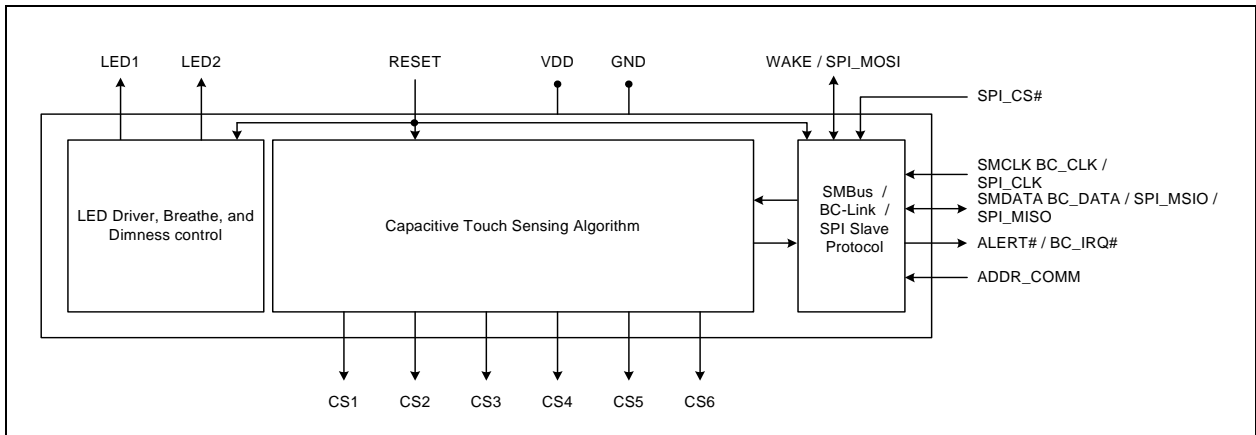 LED1
LED2
RESET
VDD
GND
WAKE / SPI_MOSI
SPI_CS#
LED Driver, Breathe, and
Dimness control
Capacitive Touch Sensing Algorithm
SMBus /
BC-Link /
SPI Slave
Protocol
SMCLK BC_CLK /
SPI_CLK
SMDATA BC_DATA / SPI_MSIO /
SPI_MISO
ALERT# / BC_IRQ#
ADDR_COMM
CS1
CS2
CS3
CS4
CS5
CS6